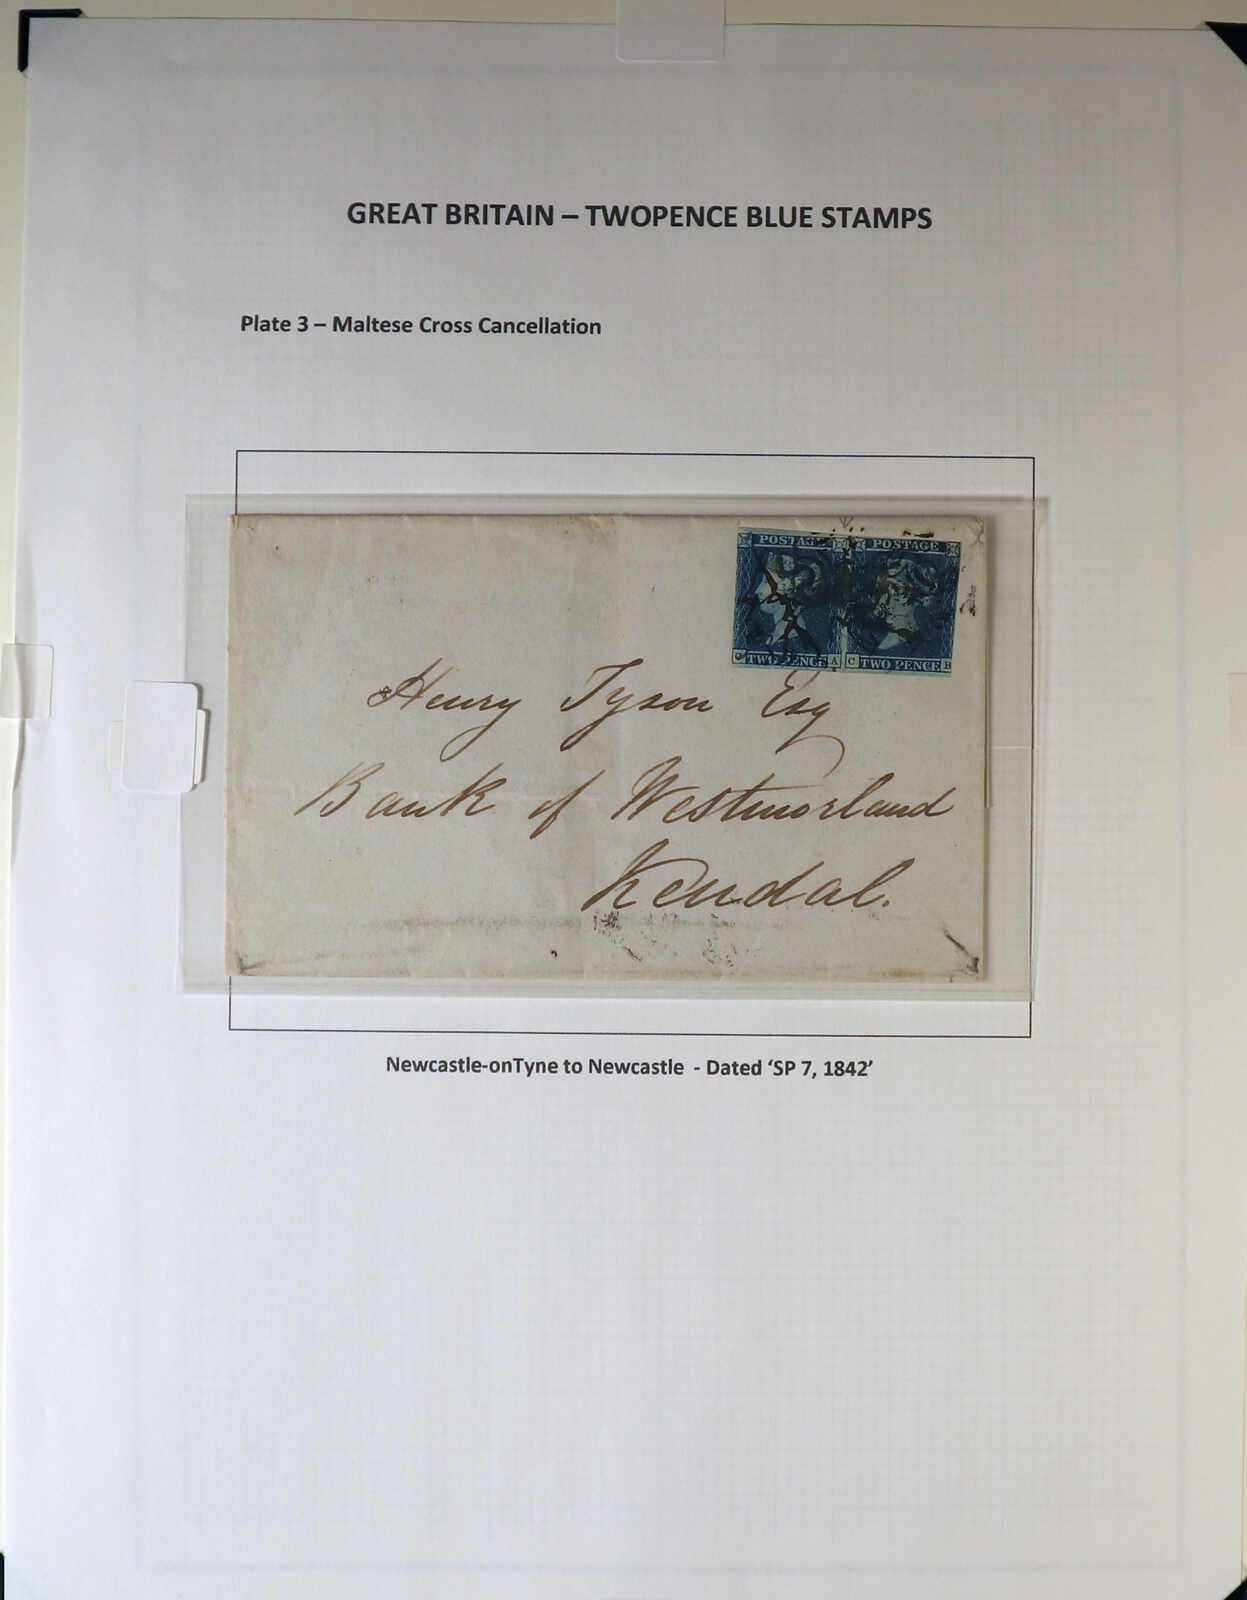 GREAT BRITAIN – TWOPENCE BLUE STAMPS
Plate 3 – Maltese Cross Cancellation
POSTAGE POSTAGE
TWO PENCE A C TWO PENCE B
Henry Tyson Esq
Bank of Westmorland
Kendal.
Newcastle-onTyne to Newcastle - Dated ‘SP 7, 1842’